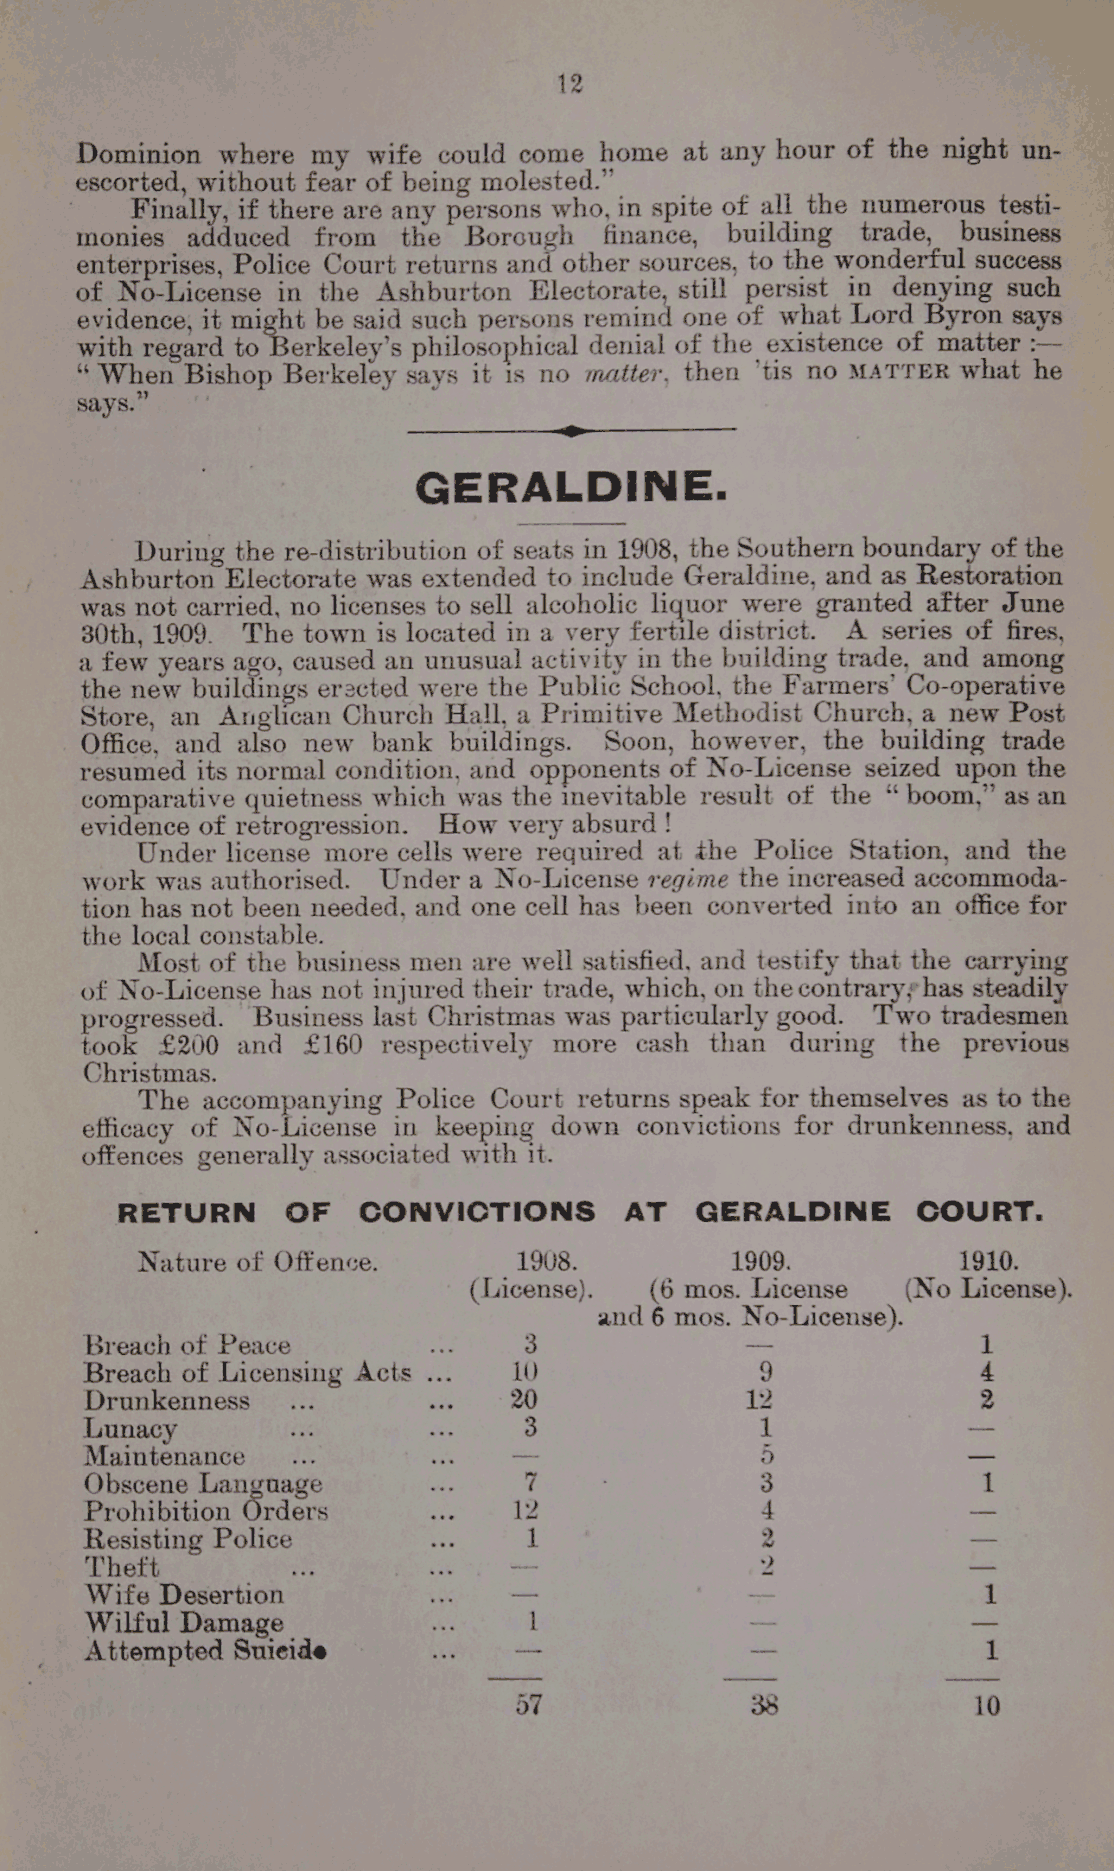 12
Dominion where my wife could come home at any hour of the night un-
escorted, without fear of being molested."
Finally, if there are any persons who, in spite of all the numerous testi-
monies adduced from the Borough finance, building trade, business
enterprises, Police Court returns and other sources, to the wonderful success
of No-License in the Ashburton Electorate, still persist in denying such
evidence, it might be said such persons remind one of what Lord Byron says
with regard to Berkeley's philosophical denial of the existence of matter :—
" When Bishop Berkeley says it is no matter, then 'tis no MATTER what he
says."
GERALDINE.
During the re-distribution of seats in 1908, the Southern boundary of the
Ashburton Electorate was extended to include Geraldine, and as Restoration
was not carried, no licenses to sell alcoholic liquor were granted after June
30th, 1909. The town is located in a very fertile district. A series of fires,
a few years ago, caused an unusual activity in the building trade, and among
the new buildings erected were the Public School, the Farmers' Co-operative
Store, an Anglican Church Hall, a Primitive Methodist Church, a new Post
Office, and also new bank buildings. Soon, however, the building trade
resumed its normal condition, and opponents of No-License seized upon the
comparative quietness which was the inevitable result of the " boom," as an
evidence of retrogression. How very absurd !
Under license more cells were required at the Police Station, and the
work was authorised. Under a No-License regime the increased accommoda-
tion has not been needed, and one cell has been converted into an office for
the local constable.
Most of the business men are well satisfied, and testify that the carrying
of No-License has not injured their trade, which, on the contrary, has steadily
progressed. Business last Christmas was particularly good. Two tradesmen
took £200 and £160 respectively more cash than during the previous
Christmas.
The accompanying Police Court returns speak for themselves as to the
efficacy of No-License in keeping down convictions for drunkenness, and
offences generally associated with it.
RETURN OF CONVICTIONS AT GERALDINE COURT.
Nature of Offence. 1908. 1909. 1910.
(License). (6 mos. License (No License).
and 6 mos. No-License).
Breach of Peace ... 3 — 1
Breach of Licensing Acts ... 10 9 4
Drunkenness ... ... 20 12 2
Lunacy ... ... 3 1 —
Maintenance ... ... — 5 —
Obscene Language ... 7 3 1
Prohibition Orders ... 12 4 —
Resisting Police ... 1 2 —
Theft ... ... — 2 —
Wife Desertion ... — — 1
Wilful Damage ... 1 — —
Attempted Suicide ... — — 1
57 38 10